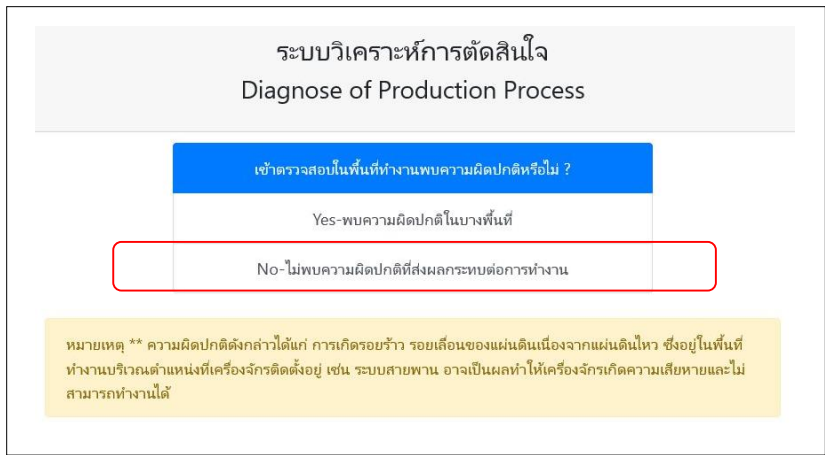 ระบบวิเคราะห์การตัดสินใจ
Diagnose of Production Process
เข้าตรวจสอบในพื้นที่ทำงานพบความผิดปกติหรือไม่ ?
Yes-พบความผิดปกติในบางพื้นที่
No-ไม่พบความผิดปกติที่ส่งผลกระทบต่อการทำงาน
หมายเหตุ ** ความผิดปกติดังกล่าวได้แก่ การเกิดรอยร้าว รอยเลื่อนของแผ่นดินเนื่องจากแผ่นดินไหว ซึ่งอยู่ในพื้นที่
ทำงานบริเวณตำแหน่งที่เครื่องจักรติดตั้งอยู่ เช่น ระบบสายพาน อาจเป็นผลทำให้เครื่องจักรเกิดความเสียหายและไม่
สามารถทำงานได้